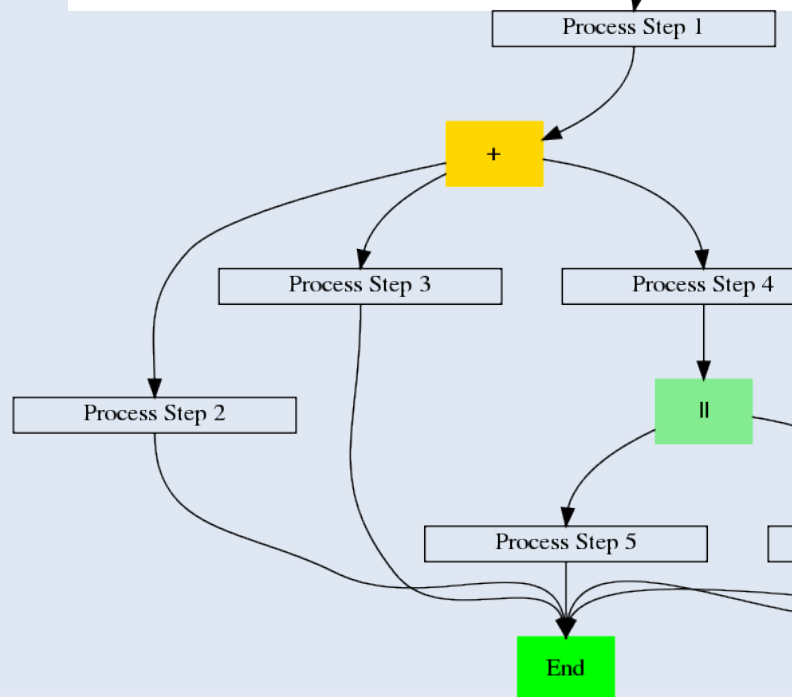 Process Step 1
+
Process Step 3
Process Step 4
Process Step 2
||
Process Step 5
End